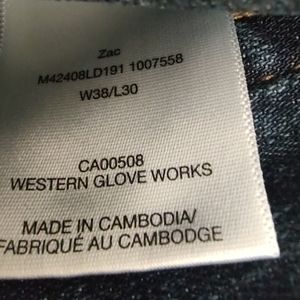 Zac
M42408LD191 1007558
W38/L30
CA00508
WESTERN GLOVE WORKS
MADE IN CAMBODIA/
FABRIQUÉ AU CAMBODGE